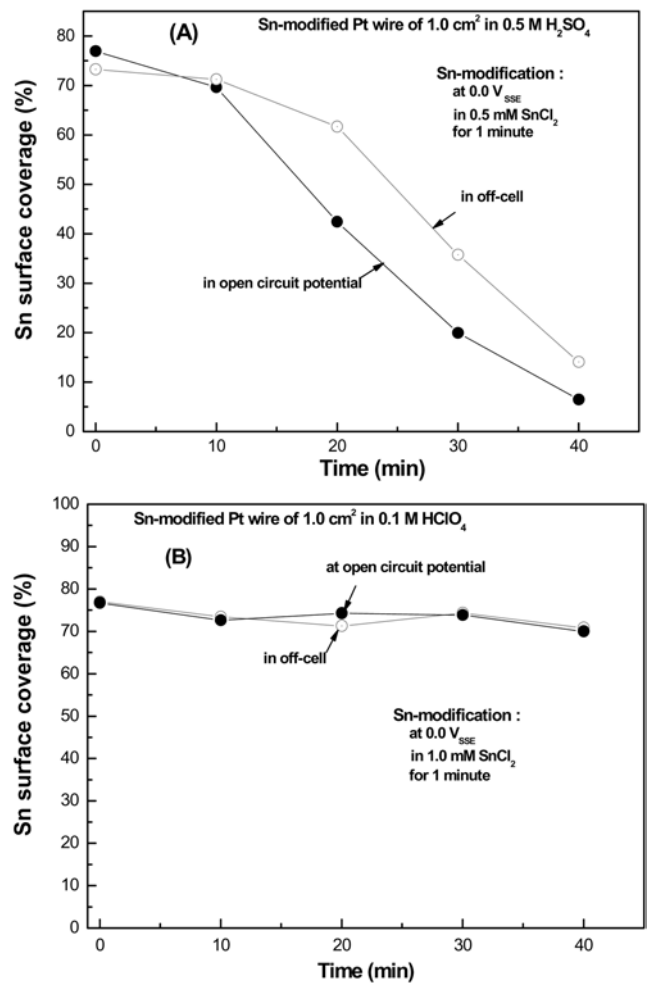 (A)
Sn-modified Pt wire of 1.0 cm² in 0.5 M H₂SO₄
Sn-modification :
at 0.0 V_SSE
in 0.5 mM SnCl₂
for 1 minute
in off-cell
in open circuit potential
Sn surface coverage (%)
80
70
60
50
40
30
20
10
0
0 10 20 30 40
Time (min)
Sn-modified Pt wire of 1.0 cm² in 0.1 M HClO₄
(B)
at open circuit potential
in off-cell
Sn-modification :
at 0.0 V_SSE
in 1.0 mM SnCl₂
for 1 minute
Sn surface coverage (%)
100
90
80
70
60
50
40
30
20
10
0
0 10 20 30 40
Time (min)